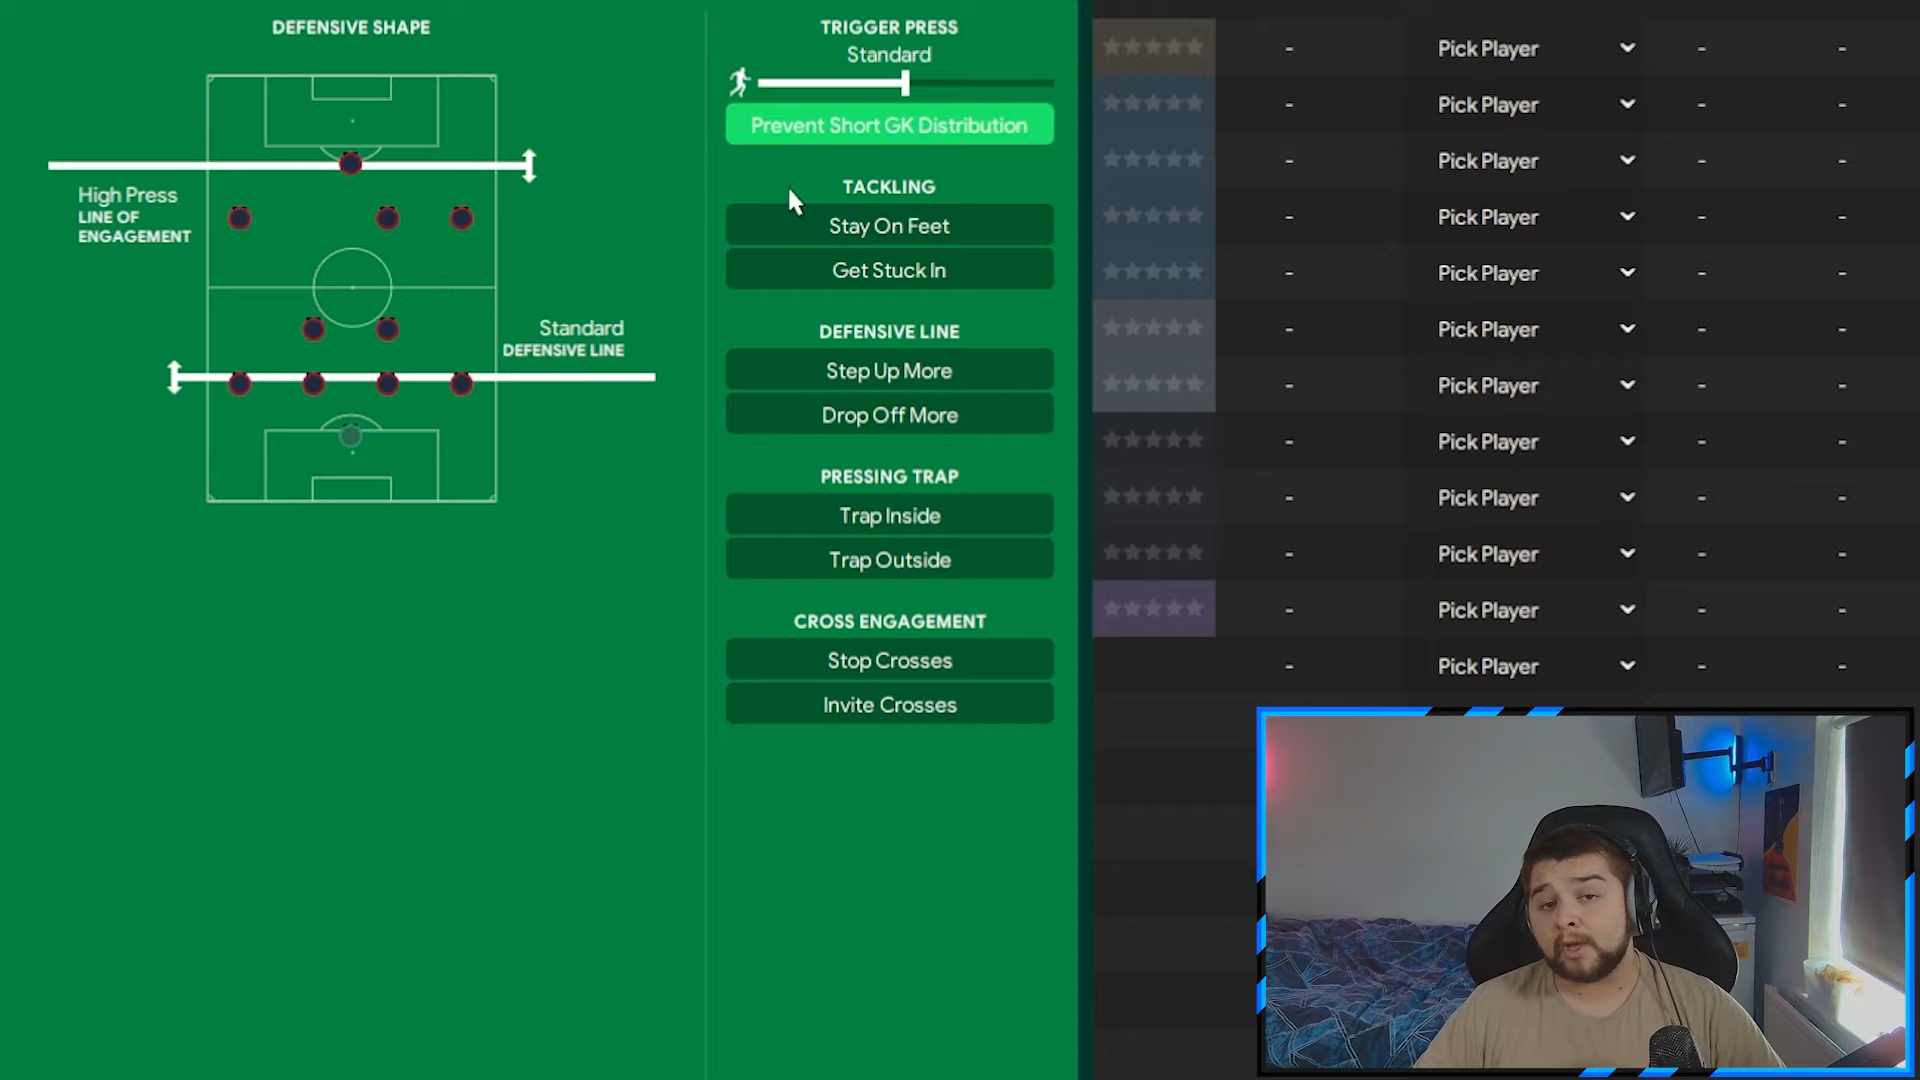 DEFENSIVE SHAPE
High Press
LINE OF
ENGAGEMENT
Standard
DEFENSIVE LINE
TRIGGER PRESS
Standard
Prevent Short GK Distribution
TACKLING
Stay On Feet
Get Stuck In
DEFENSIVE LINE
Step Up More
Drop Off More
PRESSING TRAP
Trap Inside
Trap Outside
CROSS ENGAGEMENT
Stop Crosses
Invite Crosses
- Pick Player - -
- Pick Player - -
- Pick Player - -
- Pick Player - -
- Pick Player - -
- Pick Player - -
- Pick Player - -
- Pick Player - -
- Pick Player - -
- Pick Player - -
- Pick Player - -
- Pick Player - -